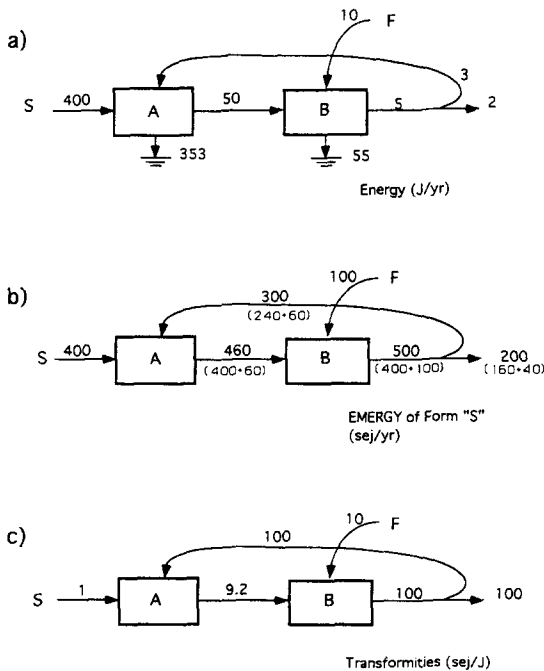 a)
10
F
3
S
400
A
50
B
S
2
353
55
Energy (J/yr)
b)
100
F
300
(240+60)
S
400
A
460
(400+60)
B
500
(400+100)
200
(160+40)
EMERGY of Form "S"
(sej/yr)
c)
10
F
100
S
1
A
9.2
B
100
100
Transformities (sej/J)